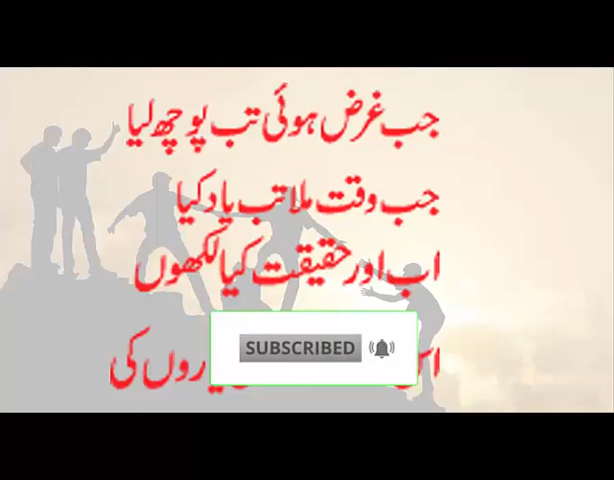 جب غرض ہوئی تب پوچھ لیا
جب وقت ملا تب یاد کیا
اب اور حقیقت کیا لکھوں
SUBSCRIBED
اس یاروں کی